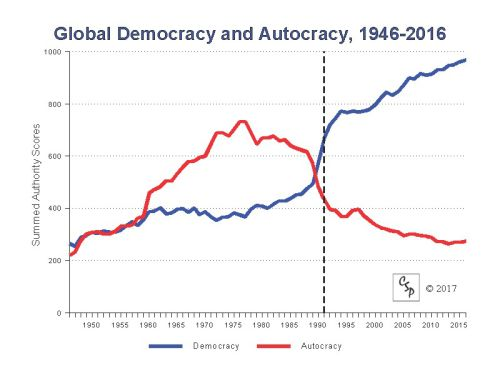 Global Democracy and Autocracy, 1946-2016
1000
800
600
400
200
0
Summed Authority Scores
1950 1955 1960 1965 1970 1975 1980 1985 1990 1995 2000 2005 2010 2015
CSP © 2017
Democracy Autocracy